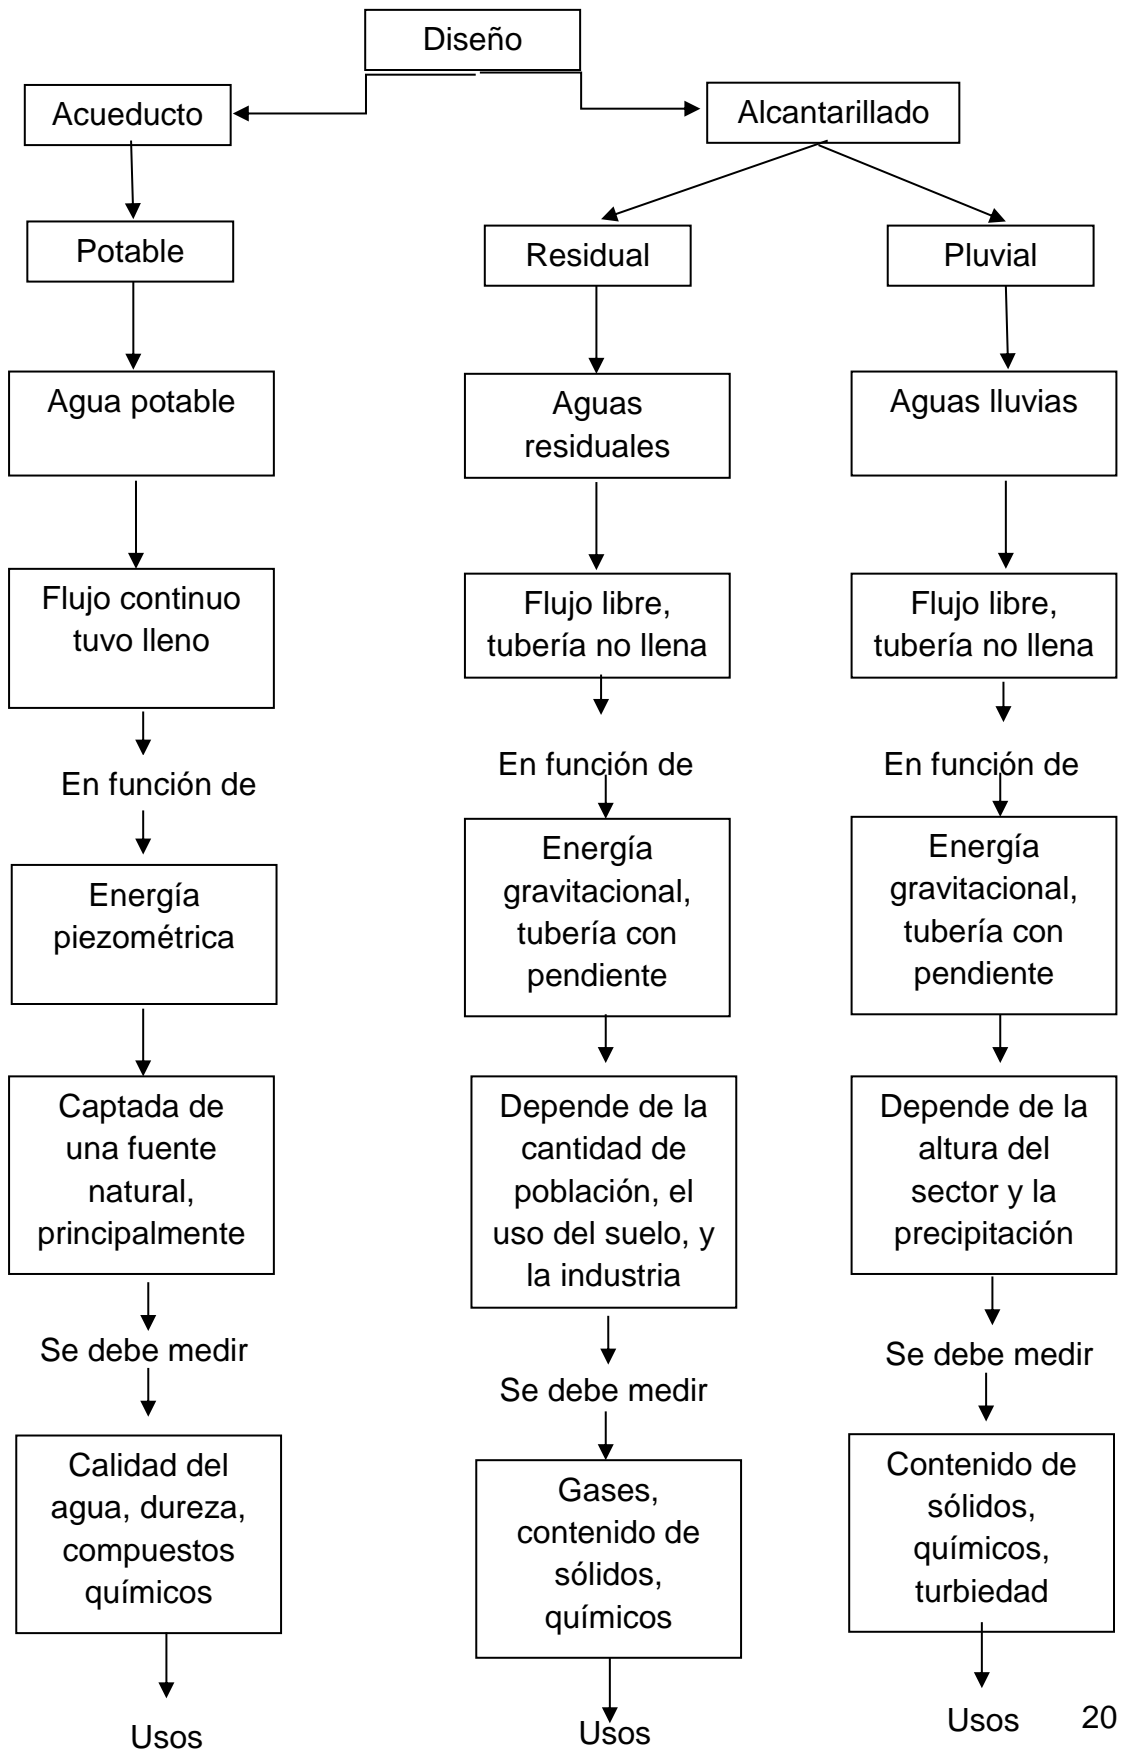 Diseño
Acueducto
Alcantarillado
Potable
Residual
Pluvial
Agua potable
Aguas
residuales
Aguas lluvias
Flujo continuo
tuvo lleno
Flujo libre,
tubería no llena
Flujo libre,
tubería no llena
En función de
En función de
En función de
Energía
piezométrica
Energía
gravitacional,
tubería con
pendiente
Energía
gravitacional,
tubería con
pendiente
Captada de
una fuente
natural,
principalmente
Depende de la
cantidad de
población, el
uso del suelo, y
la industria
Depende de la
altura del
sector y la
precipitación
Se debe medir
Se debe medir
Se debe medir
Calidad del
agua, dureza,
compuestos
químicos
Gases,
contenido de
sólidos,
químicos
Contenido de
sólidos,
químicos,
turbiedad
Usos
Usos
Usos
20